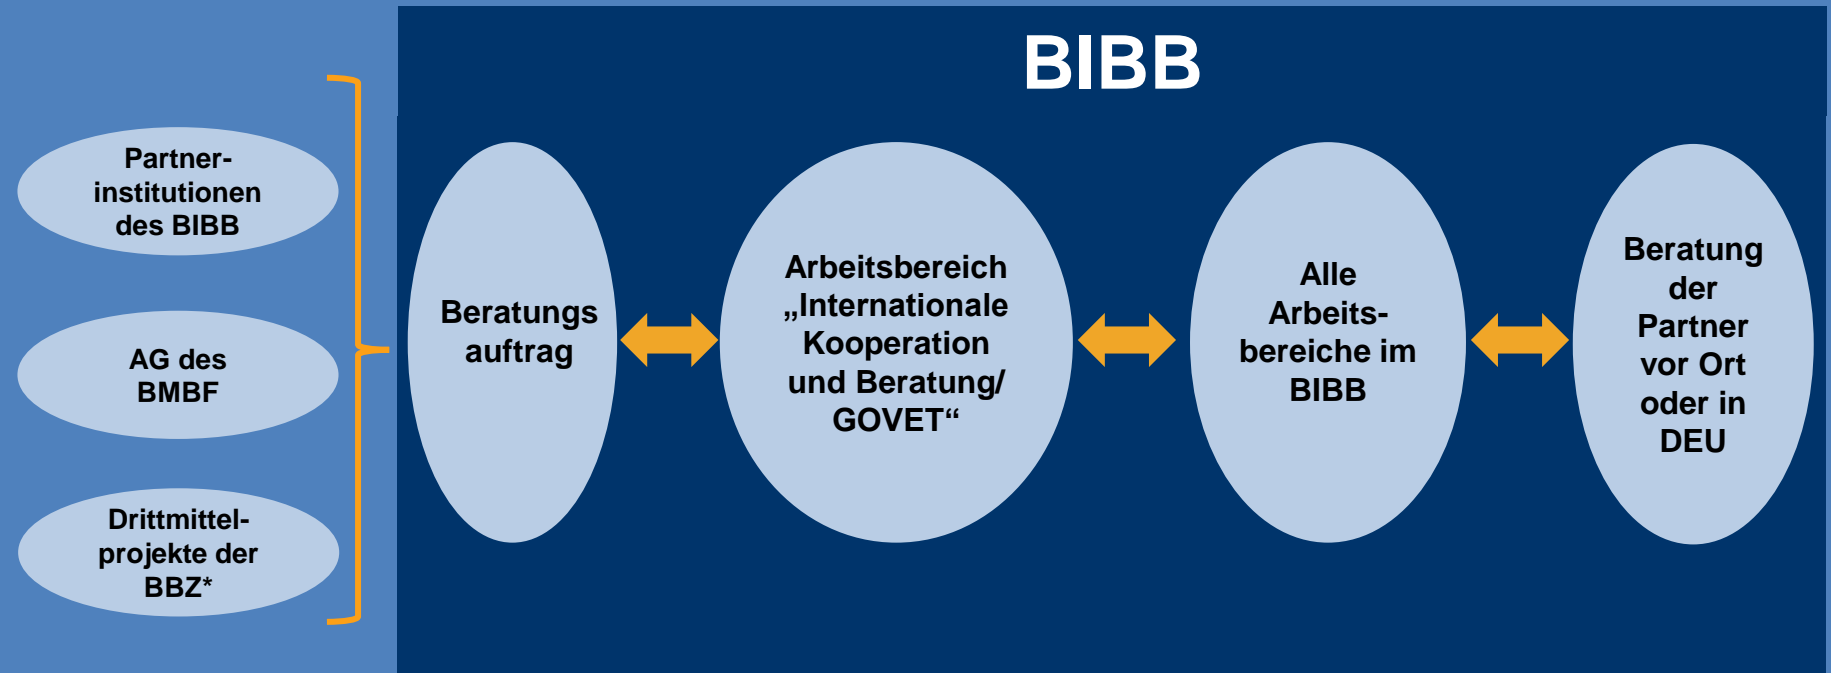 BIBB
Partner-
institutionen
des BIBB
AG des
BMBF
Drittmittel-
projekte der
BBZ*
Beratungs
auftrag
Arbeitsbereich
„Internationale
Kooperation
und Beratung/
GOVET“
Alle
Arbeits-
bereiche im
BIBB
Beratung
der
Partner
vor Ort
oder in
DEU